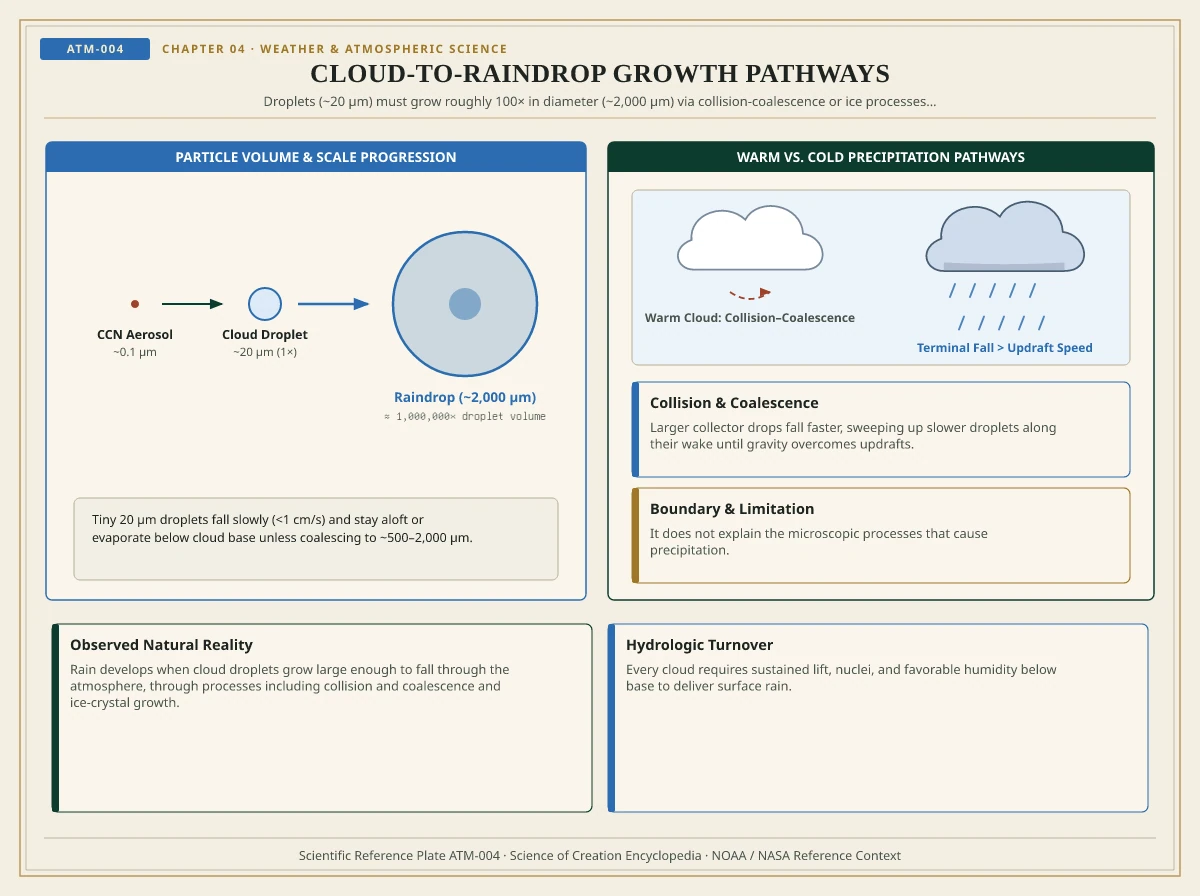 ATM-004
CHAPTER 04 · WEATHER & ATMOSPHERIC SCIENCE
CLOUD-TO-RAINDROP GROWTH PATHWAYS
Droplets (~20 μm) must grow roughly 100× in diameter (~2,000 μm) via collision-coalescence or ice processes…
PARTICLE VOLUME & SCALE PROGRESSION
CCN Aerosol
~0.1 μm
Cloud Droplet
~20 μm (1×)
Raindrop (~2,000 μm)
≈ 1,000,000× droplet volume
Tiny 20 μm droplets fall slowly (<1 cm/s) and stay aloft or
evaporate below cloud base unless coalescing to ~500–2,000 μm.
WARM VS. COLD PRECIPITATION PATHWAYS
Warm Cloud: Collision–Coalescence
Terminal Fall > Updraft Speed
Collision & Coalescence
Larger collector drops fall faster, sweeping up slower droplets along
their wake until gravity overcomes updrafts.
Boundary & Limitation
It does not explain the microscopic processes that cause
precipitation.
Observed Natural Reality
Rain develops when cloud droplets grow large enough to fall through the
atmosphere, through processes including collision and coalescence and
ice-crystal growth.
Hydrologic Turnover
Every cloud requires sustained lift, nuclei, and favorable humidity below
base to deliver surface rain.
Scientific Reference Plate ATM-004 · Science of Creation Encyclopedia · NOAA / NASA Reference Context